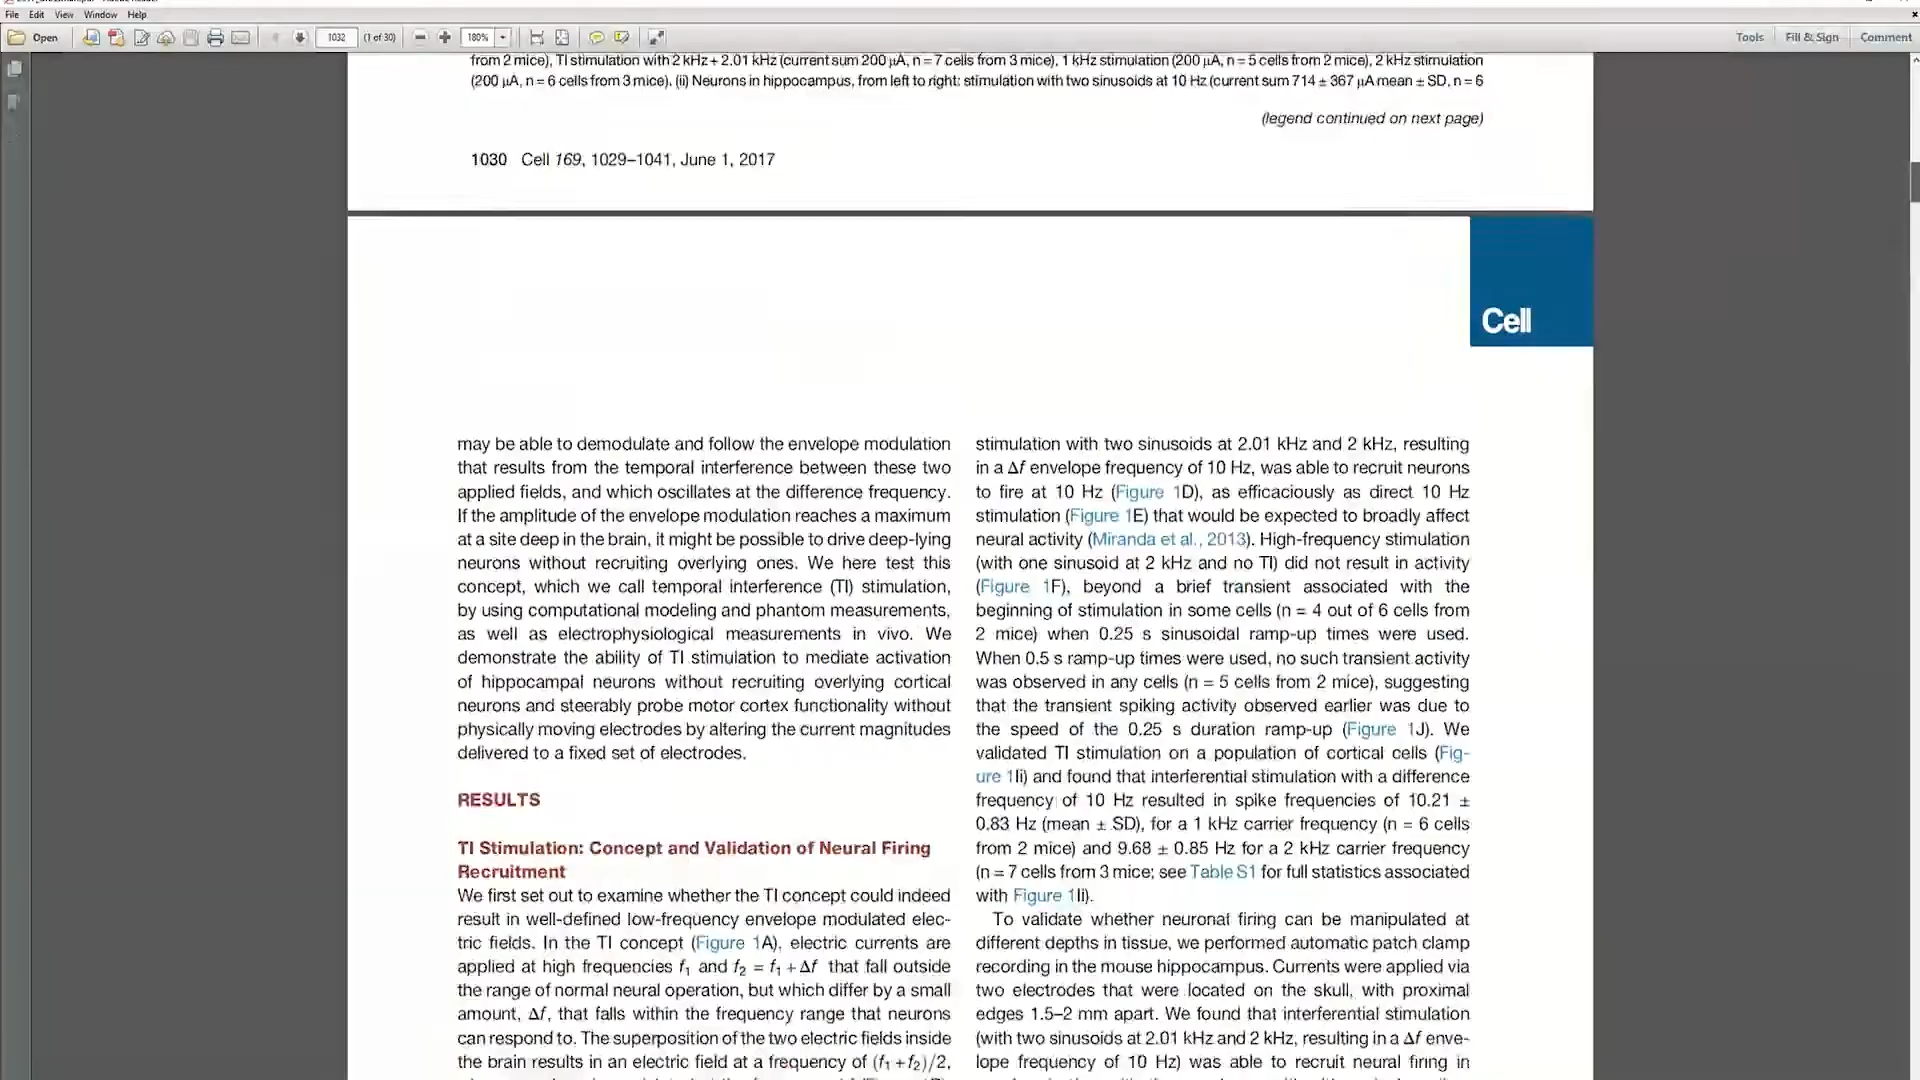 File Edit View Window Help
Open
1032
(1 of 30)
180%
Tools
Fill & Sign
Comment
from 2 mice), TI stimulation with 2 kHz + 2.01 kHz (current sum 200 μA, n = 7 cells from 3 mice), 1 kHz stimulation (200 μA, n = 5 cells from 2 mice), 2 kHz stimulation
(200 μA, n = 6 cells from 3 mice). (ii) Neurons in hippocampus, from left to right: stimulation with two sinusoids at 10 Hz (current sum 714 ± 367 μA mean ± SD, n = 6
(legend continued on next page)
1030 Cell 169, 1029–1041, June 1, 2017
Cell
may be able to demodulate and follow the envelope modulation
that results from the temporal interference between these two
applied fields, and which oscillates at the difference frequency.
If the amplitude of the envelope modulation reaches a maximum
at a site deep in the brain, it might be possible to drive deep-lying
neurons without recruiting overlying ones. We here test this
concept, which we call temporal interference (TI) stimulation,
by using computational modeling and phantom measurements,
as well as electrophysiological measurements in vivo. We
demonstrate the ability of TI stimulation to mediate activation
of hippocampal neurons without recruiting overlying cortical
neurons and steerably probe motor cortex functionality without
physically moving electrodes by altering the current magnitudes
delivered to a fixed set of electrodes.
RESULTS
TI Stimulation: Concept and Validation of Neural Firing
Recruitment
We first set out to examine whether the TI concept could indeed
result in well-defined low-frequency envelope modulated elec-
tric fields. In the TI concept (Figure 1A), electric currents are
applied at high frequencies f1 and f2 = f1 + Δf that fall outside
the range of normal neural operation, but which differ by a small
amount, Δf, that falls within the frequency range that neurons
can respond to. The superposition of the two electric fields inside
the brain results in an electric field at a frequency of (f1 + f2)/2,
stimulation with two sinusoids at 2.01 kHz and 2 kHz, resulting
in a Δf envelope frequency of 10 Hz, was able to recruit neurons
to fire at 10 Hz (Figure 1D), as efficaciously as direct 10 Hz
stimulation (Figure 1E) that would be expected to broadly affect
neural activity (Miranda et al., 2013). High-frequency stimulation
(with one sinusoid at 2 kHz and no TI) did not result in activity
(Figure 1F), beyond a brief transient associated with the
beginning of stimulation in some cells (n = 4 out of 6 cells from
2 mice) when 0.25 s sinusoidal ramp-up times were used.
When 0.5 s ramp-up times were used, no such transient activity
was observed in any cells (n = 5 cells from 2 mice), suggesting
that the transient spiking activity observed earlier was due to
the speed of the 0.25 s duration ramp-up (Figure 1J). We
validated TI stimulation on a population of cortical cells (Fig-
ure 1Ii) and found that interferential stimulation with a difference
frequency of 10 Hz resulted in spike frequencies of 10.21 ±
0.83 Hz (mean ± SD), for a 1 kHz carrier frequency (n = 6 cells
from 2 mice) and 9.68 ± 0.85 Hz for a 2 kHz carrier frequency
(n = 7 cells from 3 mice; see Table S1 for full statistics associated
with Figure 1Ii).
To validate whether neuronal firing can be manipulated at
different depths in tissue, we performed automatic patch clamp
recording in the mouse hippocampus. Currents were applied via
two electrodes that were located on the skull, with proximal
edges 1.5–2 mm apart. We found that interferential stimulation
(with two sinusoids at 2.01 kHz and 2 kHz, resulting in a Δf enve-
lope frequency of 10 Hz) was able to recruit neural firing in